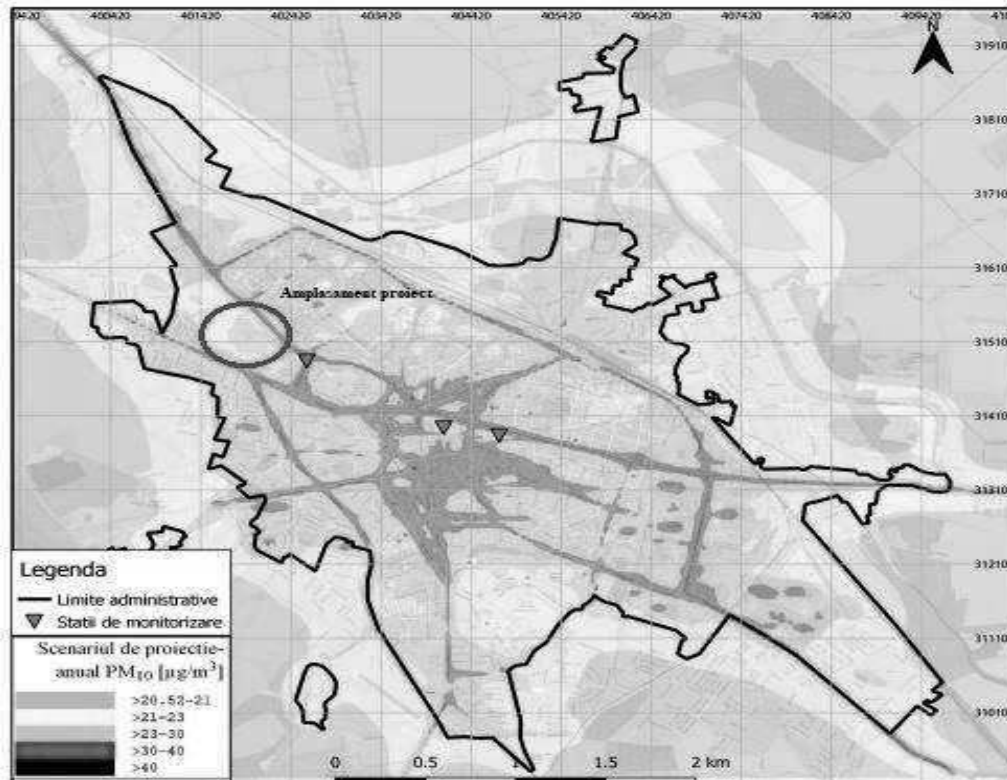 400420 401420 402420 403420 404420 405420 406420 407420 408420 409420
N
31910
31810
31710
31610
Amplasament proiect
31510
31410
31310
31210
31110
31010
Legenda
Limite administrative
Statii de monitorizare
Scenariul de proiectie-
anual PM10 [µg/m³]
>20.52-21
>21-23
>23-30
>30-40
>40
0 0.5 1 1.5 2 km